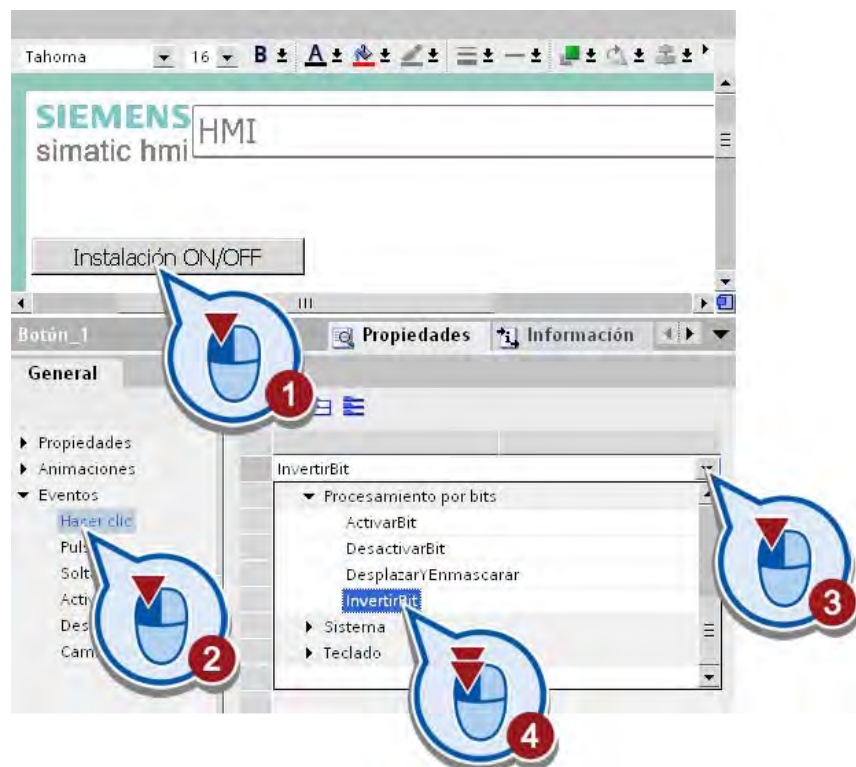 Tahoma 16 B A
SIEMENS
simatic hmi
HMI
Instalación ON/OFF
Botón_1 Propiedades Información
General
1
Propiedades
Animaciones
Eventos
Hacer clic
2
InvertirBit
3
Procesamiento por bits
ActivarBit
DesactivarBit
DesplazarYEnmascarar
InvertirBit
Sistema
Teclado
4